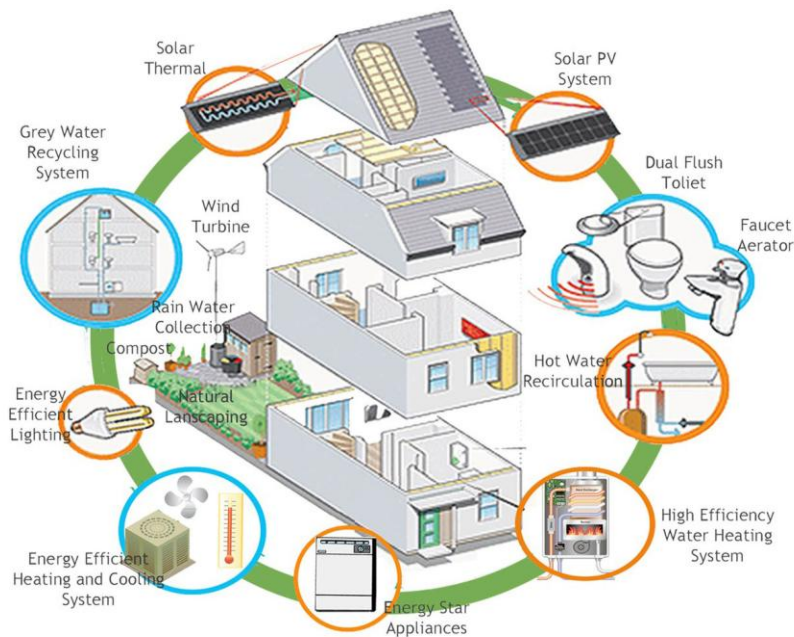 Solar
Thermal
Solar PV
System
Grey Water
Recycling
System
Dual Flush
Toliet
Faucet
Aerator
Wind
Turbine
Rain Water
Collection
Compost
Hot Water
Recirculation
Energy
Efficient
Lighting
Natural
Lanscaping
High Efficiency
Water Heating
System
Energy Efficient
Heating and Cooling
System
Energy Star
Appliances